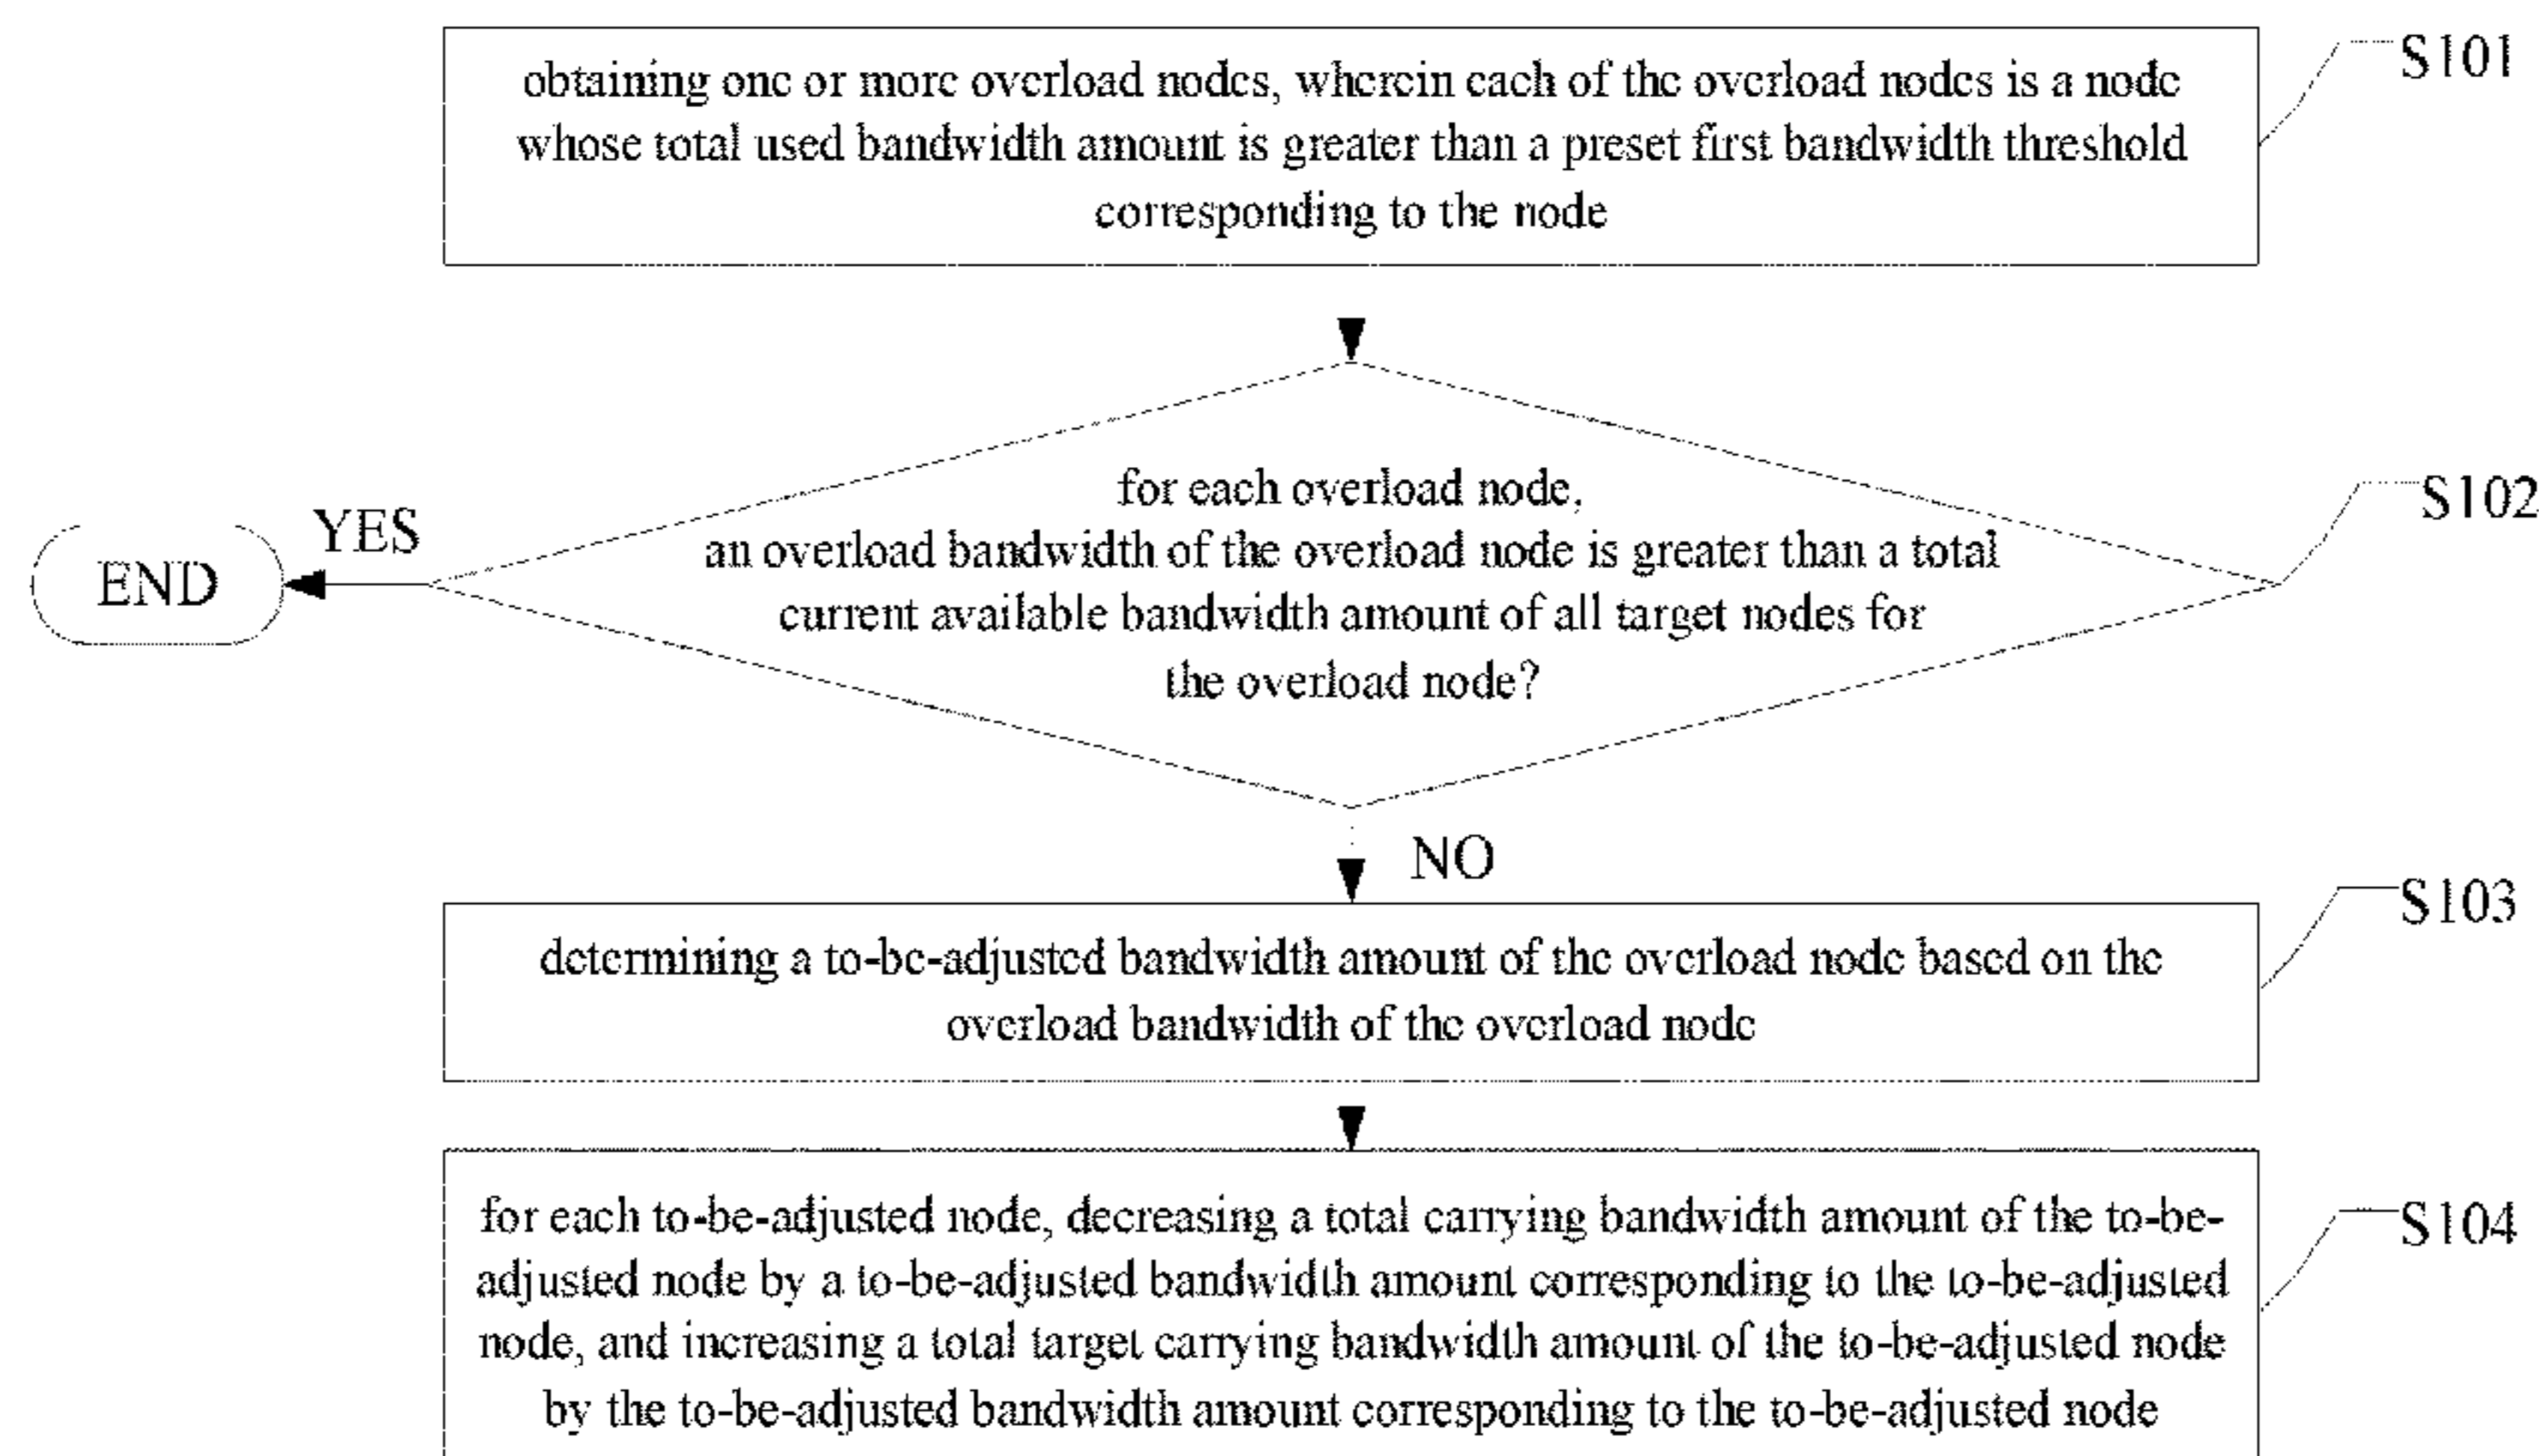 obtaining one or more overload nodes, wherein each of the overload nodes is a node
whose total used bandwidth amount is greater than a preset first bandwidth threshold
corresponding to the node
S101
for each overload node,
an overload bandwidth of the overload node is greater than a total
current available bandwidth amount of all target nodes for
the overload node?
S102
YES
END
NO
determining a to-be-adjusted bandwidth amount of the overload node based on the
overload bandwidth of the overload node
S103
for each to-be-adjusted node, decreasing a total carrying bandwidth amount of the to-be-
adjusted node by a to-be-adjusted bandwidth amount corresponding to the to-be-adjusted
node, and increasing a total target carrying bandwidth amount of the to-be-adjusted node
by the to-be-adjusted bandwidth amount corresponding to the to-be-adjusted node
S104